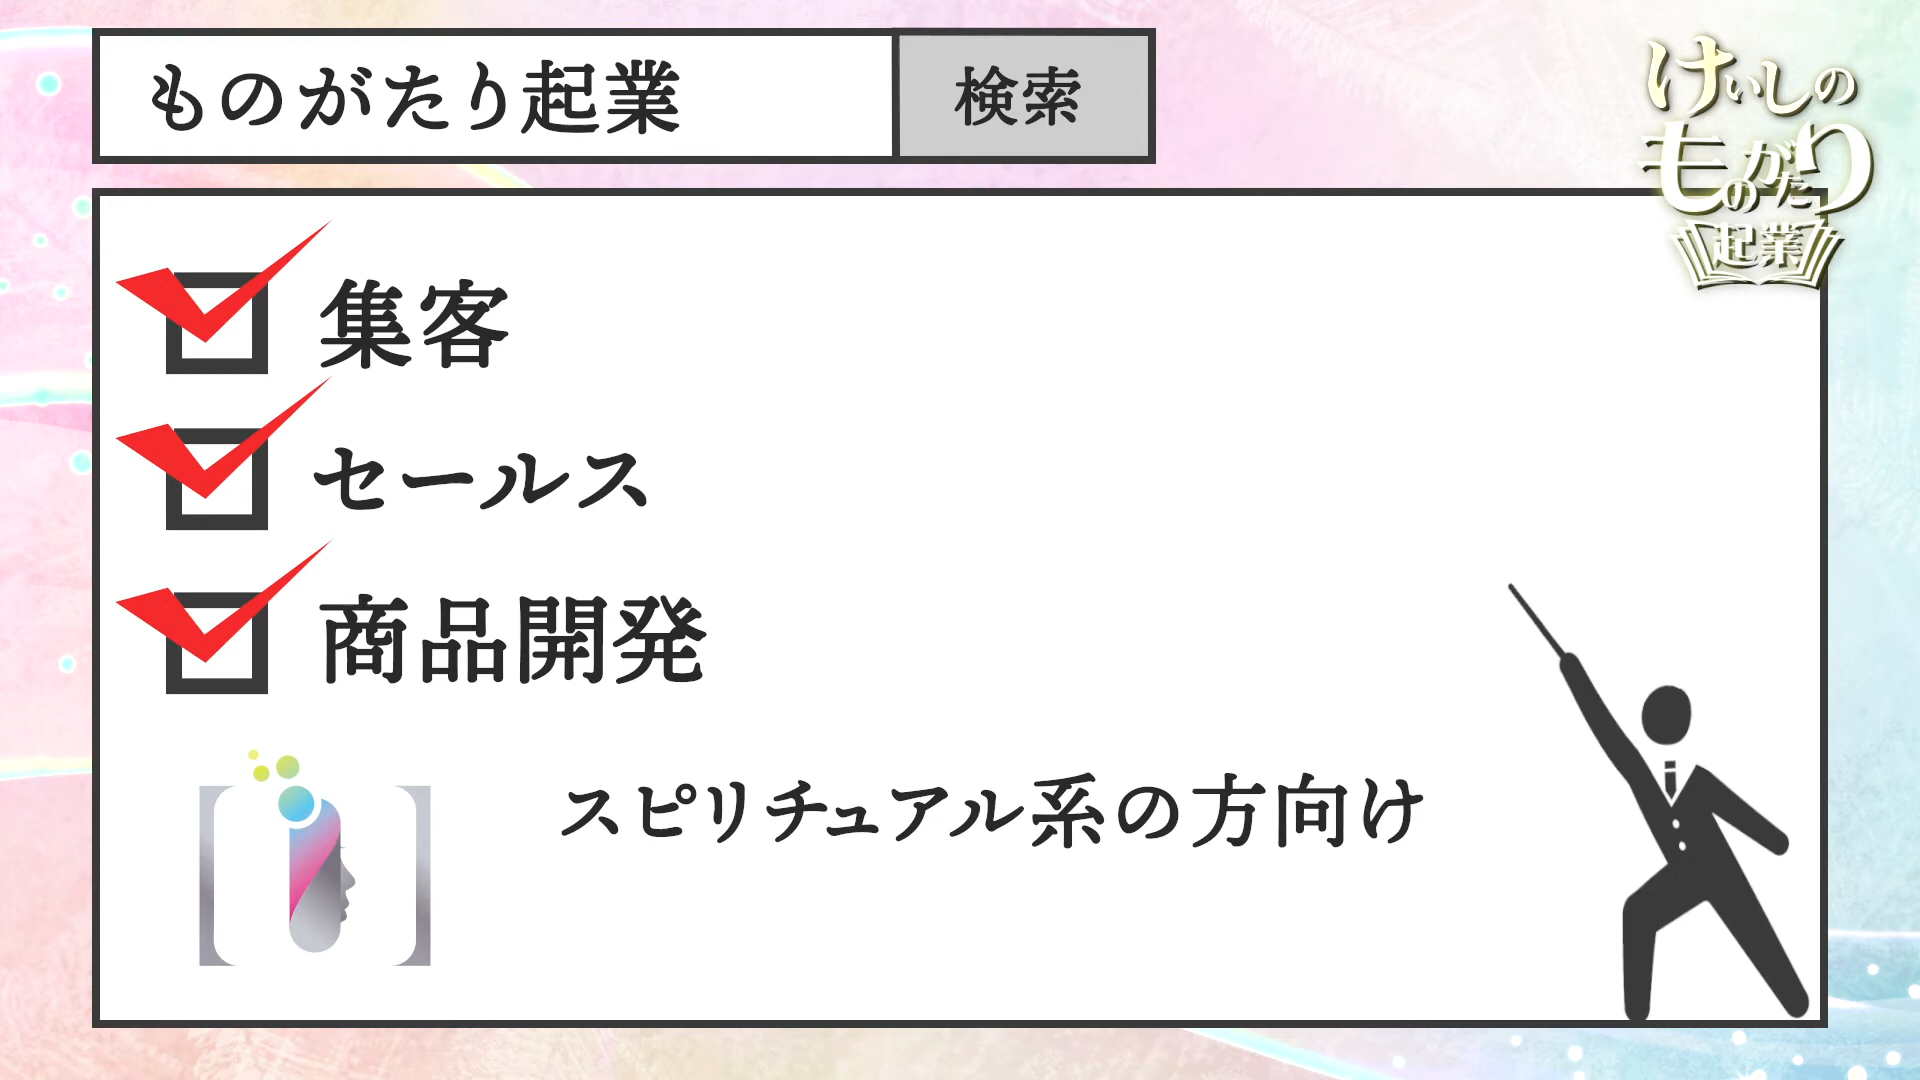 ものがたり起業 検索
けいしの
ものがたり
起業
集客
セールス
商品開発
スピリチュアル系の方向け